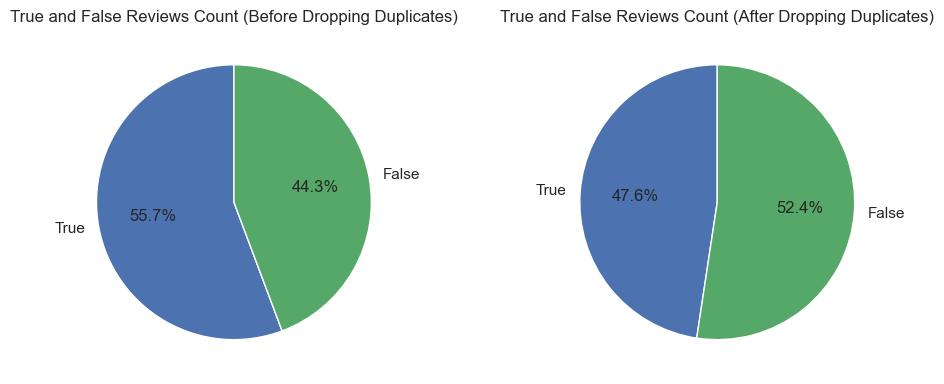 True and False Reviews Count (Before Dropping Duplicates)
True
55.7%
44.3%
False
True and False Reviews Count (After Dropping Duplicates)
True
47.6%
52.4%
False